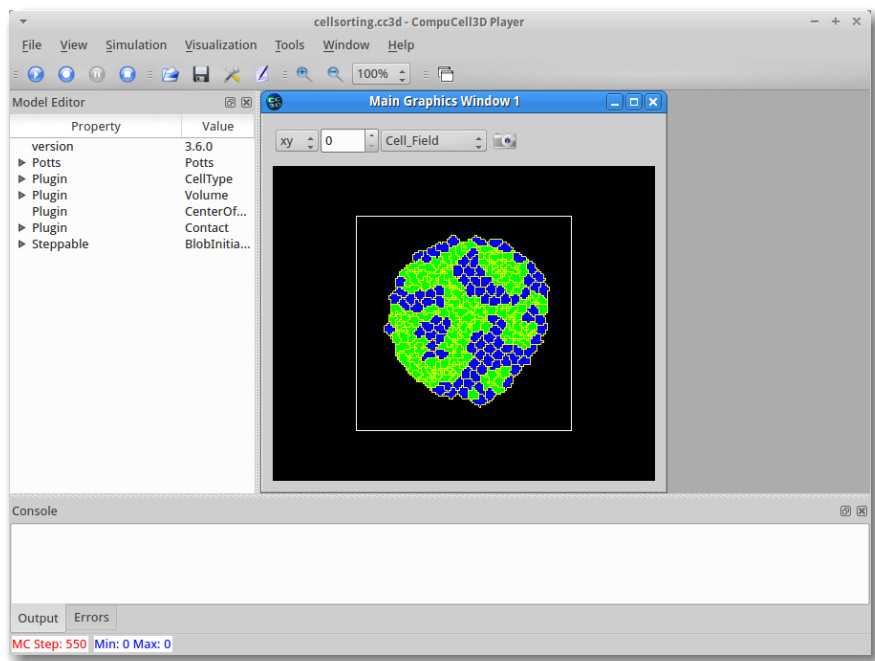 cellsorting.cc3d - CompuCell3D Player
File View Simulation Visualization Tools Window Help
100%
Model Editor
Main Graphics Window 1
Property Value
xy 0 Cell_Field
version 3.6.0
Potts Potts
Plugin CellType
Plugin Volume
Plugin CenterOf...
Plugin Contact
Steppable BlobInitia...
Console
Output Errors
MC Step: 550 Min: 0 Max: 0